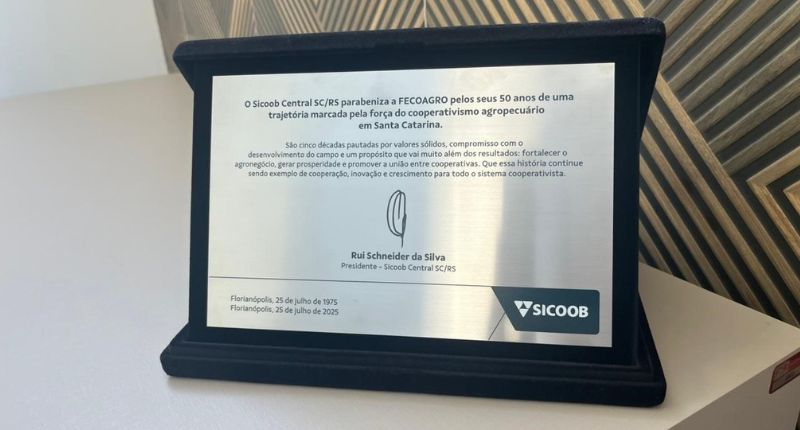 O Sicoob Central SC/RS parabeniza a FECOAGRO pelos seus 50 anos de uma
trajetória marcada pela força do cooperativismo agropecuário
em Santa Catarina.
São cinco décadas pautadas por valores sólidos, compromisso com o
desenvolvimento do campo e um propósito que vai muito além dos resultados: fortalecer o
agronegócio, gerar prosperidade e promover a união entre cooperativas. Que essa história continue
sendo exemplo de cooperação, inovação e crescimento para todo o sistema cooperativista.
Rui Schneider da Silva
Presidente - Sicoob Central SC/RS
Florianópolis, 25 de julho de 1975
Florianópolis, 25 de julho de 2025
SICOOB